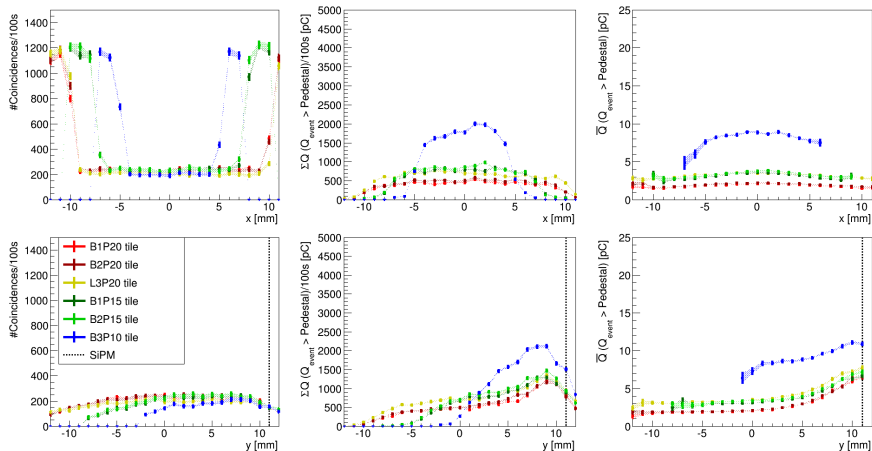 #Coincidences/100s
1400
1200
1000
800
600
400
200
0
-10 -5 0 5 10
x [mm]
ΣQ (Qevent > Pedestal)/100s [pC]
5000
4500
4000
3500
3000
2500
2000
1500
1000
500
0
-10 -5 0 5 10
x [mm]
Q̅ (Qevent > Pedestal) [pC]
25
20
15
10
5
0
-10 -5 0 5 10
x [mm]
#Coincidences/100s
1400
1200
1000
800
600
400
200
0
B1P20 tile
B2P20 tile
L3P20 tile
B1P15 tile
B2P15 tile
B3P10 tile
SiPM
-10 -5 0 5 10
y [mm]
ΣQ (Qevent > Pedestal)/100s [pC]
5000
4500
4000
3500
3000
2500
2000
1500
1000
500
0
-10 -5 0 5 10
y [mm]
Q̅ (Qevent > Pedestal) [pC]
25
20
15
10
5
0
-10 -5 0 5 10
y [mm]